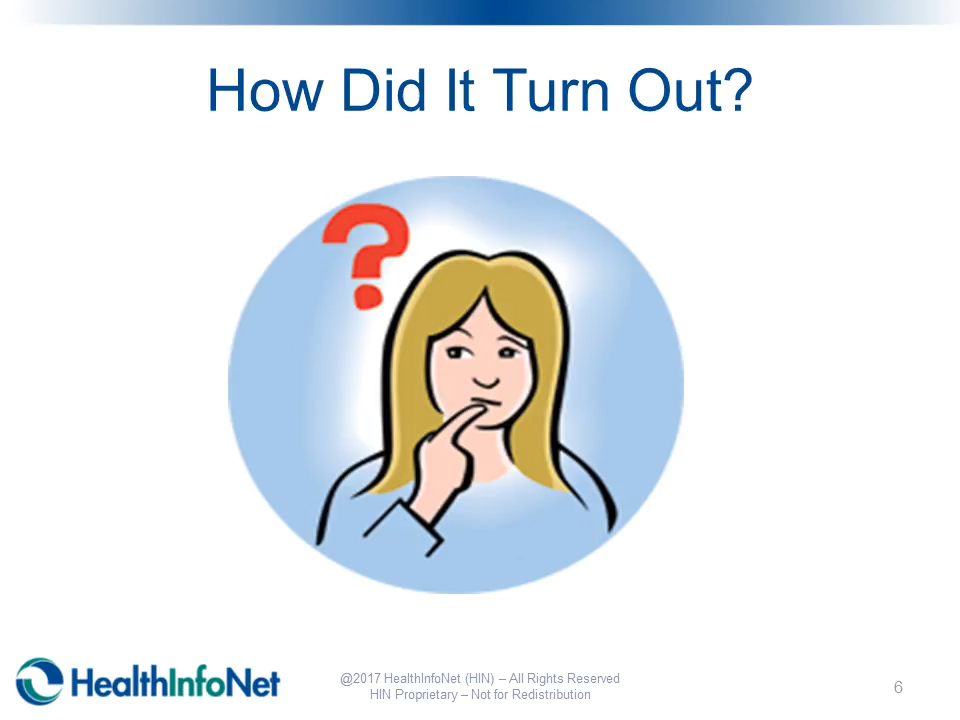 How Did It Turn Out?
?
HealthInfoNet
@2017 HealthInfoNet (HIN) – All Rights Reserved
HIN Proprietary – Not for Redistribution
6